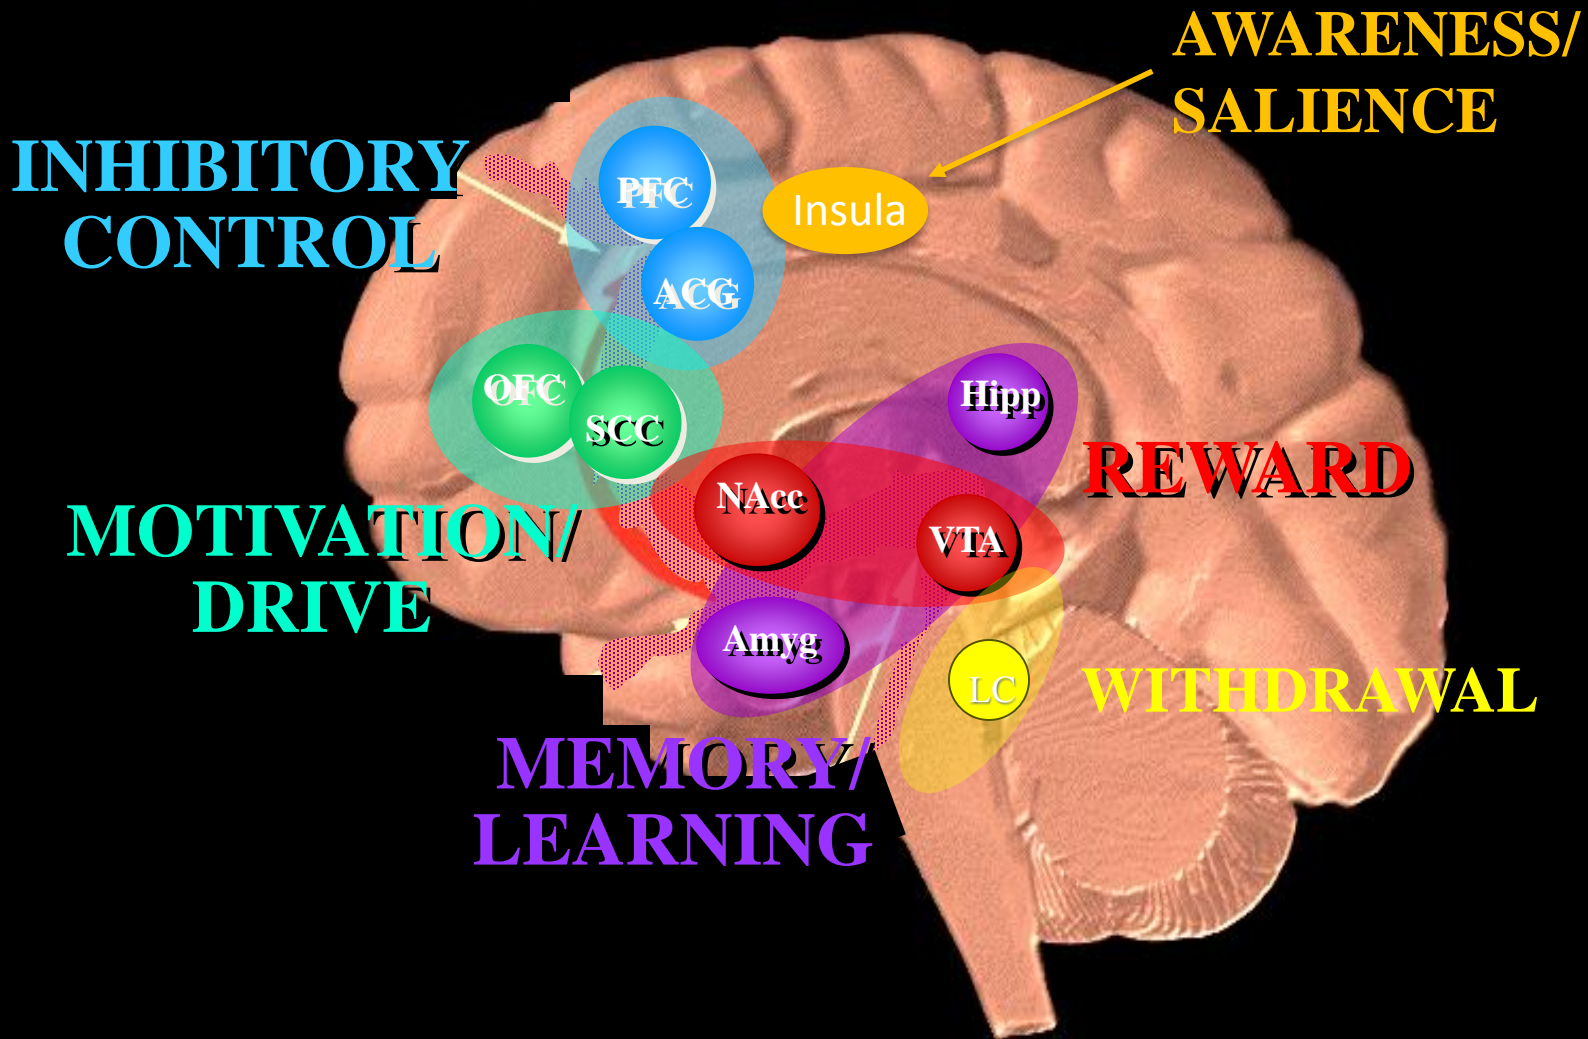 AWARENESS/
SALIENCE
INHIBITORY
CONTROL
PFC
Insula
ACG
OFC
SCC
Hipp
REWARD
NAcc
VTA
MOTIVATION/
DRIVE
Amyg
LC
WITHDRAWAL
MEMORY/
LEARNING